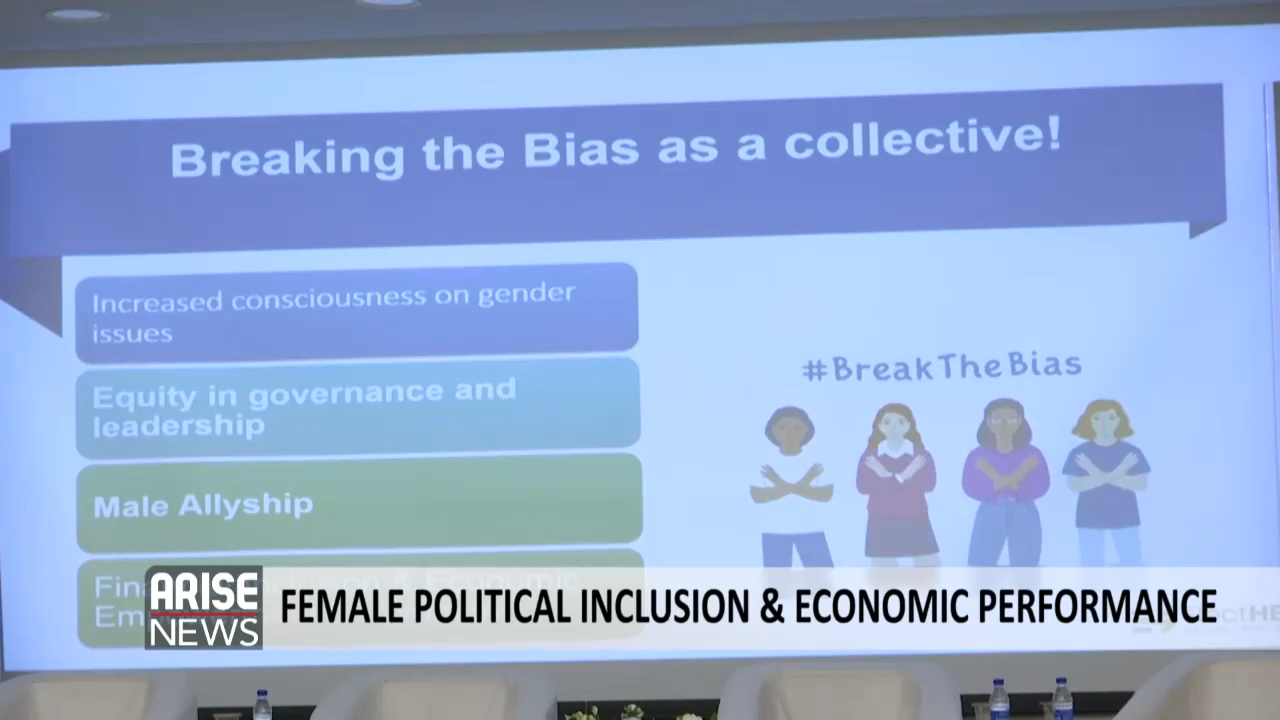 Breaking the Bias as a collective!
Increased consciousness on gender
issues
Equity in governance and
leadership
#BreakTheBias
Male Allyship
Economic
ARISE
NEWS
FEMALE POLITICAL INCLUSION & ECONOMIC PERFORMANCE